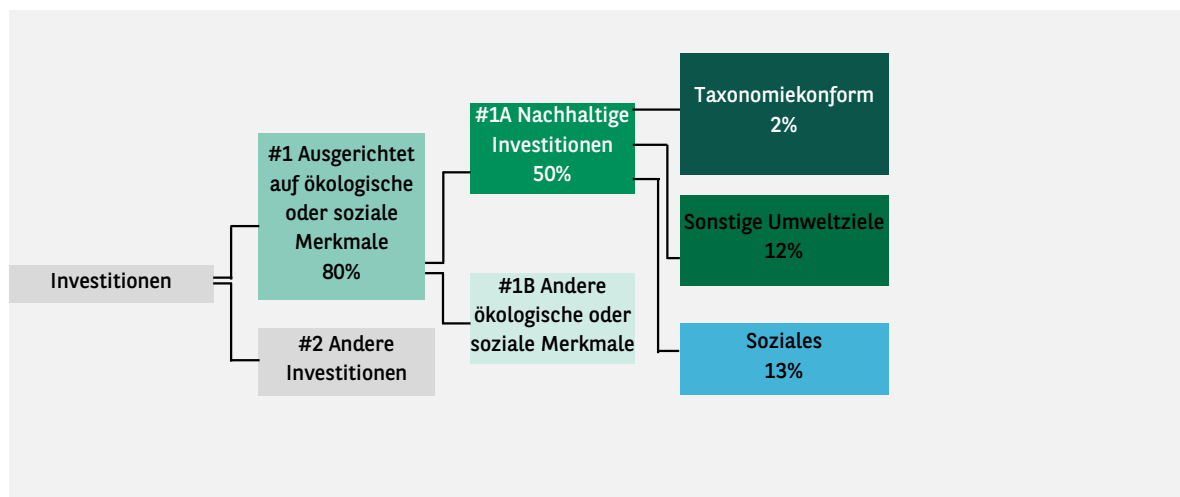 Investitionen
#1 Ausgerichtet
auf ökologische
oder soziale
Merkmale
80%
#2 Andere
Investitionen
#1A Nachhaltige
Investitionen
50%
#1B Andere
ökologische oder
soziale Merkmale
Taxonomiekonform
2%
Sonstige Umweltziele
12%
Soziales
13%